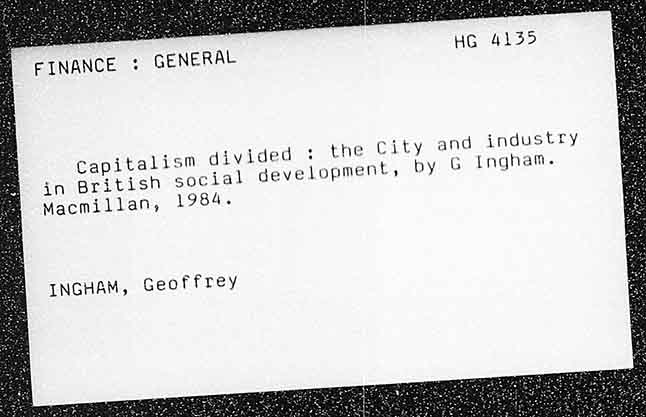 FINANCE : GENERAL
HG 4135
Capitalism divided : the City and industry
in British social development, by G Ingham.
Macmillan, 1984.
INGHAM, Geoffrey